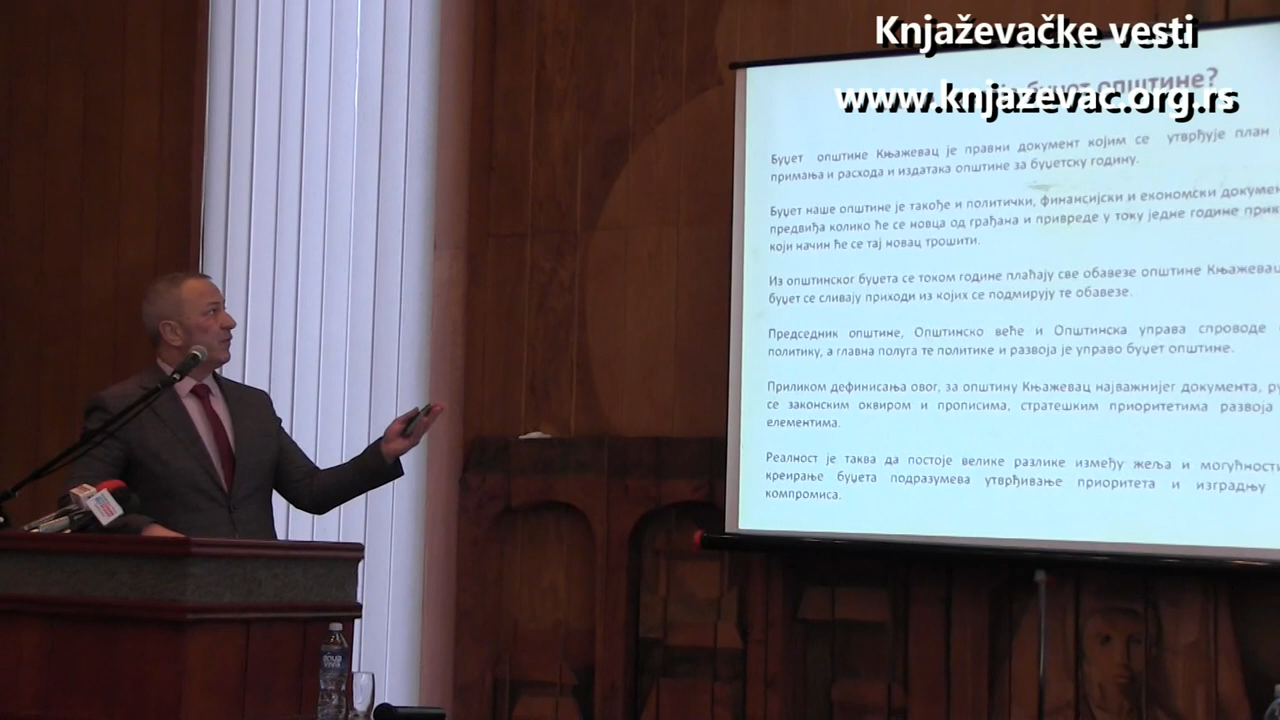 Knjaževačke vesti
www.knjazevac.org.rs
буџет општине?
Буџет општине Књажевац је правни документ којим се утврђује план
примања и расхода и издатака општине за буџетску годину.
Буџет наше општине је такође и политички, финансијски и економски
предвиђа колико ће се новца од грађана и привреде у току једне године
који начин ће се тај новац трошити.
Из општинског буџета се током године плаћају све обавезе општине
буџет се сливају приходи из којих се подмирују те обавезе.
Председник општине, Општинско веће и Општинска управа спроводе
политику, а главна полуга те политике и развоја је управо буџет општине.
Приликом дефинисања овог, за општину Књажевац најважнијег документа,
се законским оквиром и прописима, стратешким приоритетима развоја
елементима.
Реалност је таква да постоје велике разлике између жеља и
креирање буџета подразумева утврђивање приоритета и изградњу
компромиса.